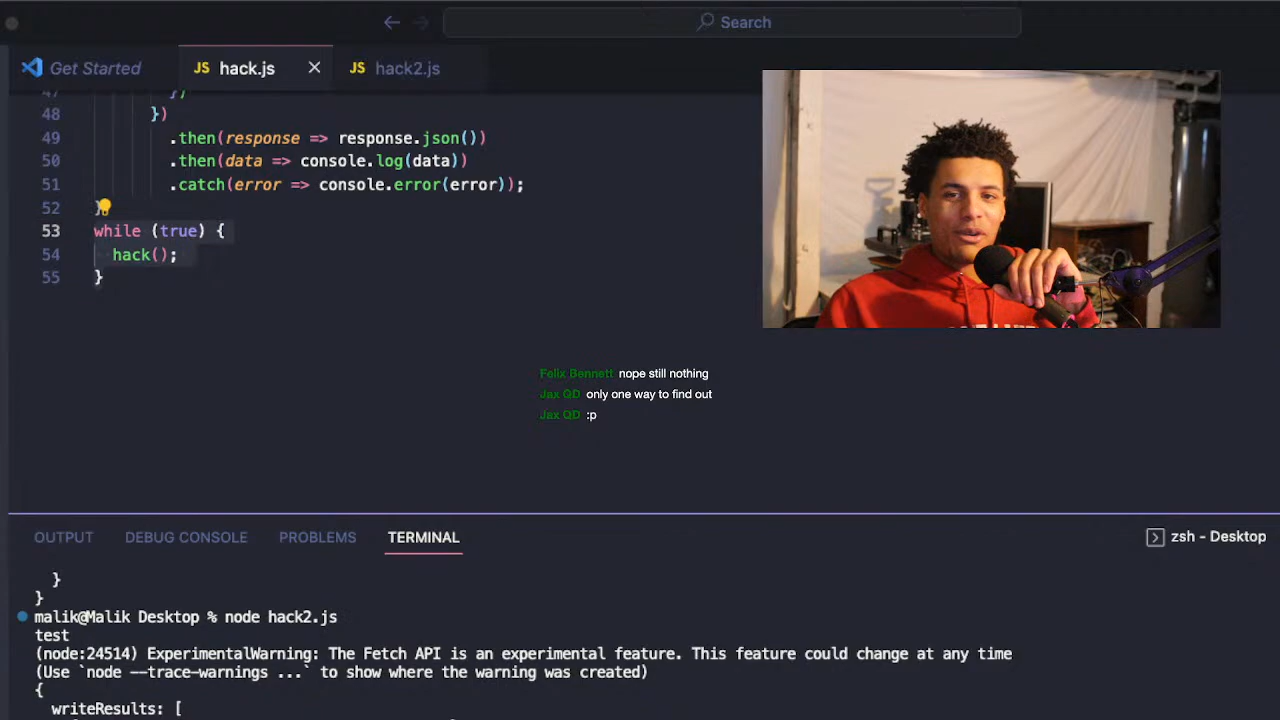 Search
Get Started
JS hack.js
JS hack2.js
48 })
49 .then(response => response.json())
50 .then(data => console.log(data))
51 .catch(error => console.error(error));
52 }
53 while (true) {
54 hack();
55 }
Felix Bennett nope still nothing
Jax QD only one way to find out
Jax QD :p
OUTPUT DEBUG CONSOLE PROBLEMS TERMINAL
zsh - Desktop
}
}
malik@Malik Desktop % node hack2.js
test
(node:24514) ExperimentalWarning: The Fetch API is an experimental feature. This feature could change at any time
(Use `node --trace-warnings ...` to show where the warning was created)
{
writeResults: [